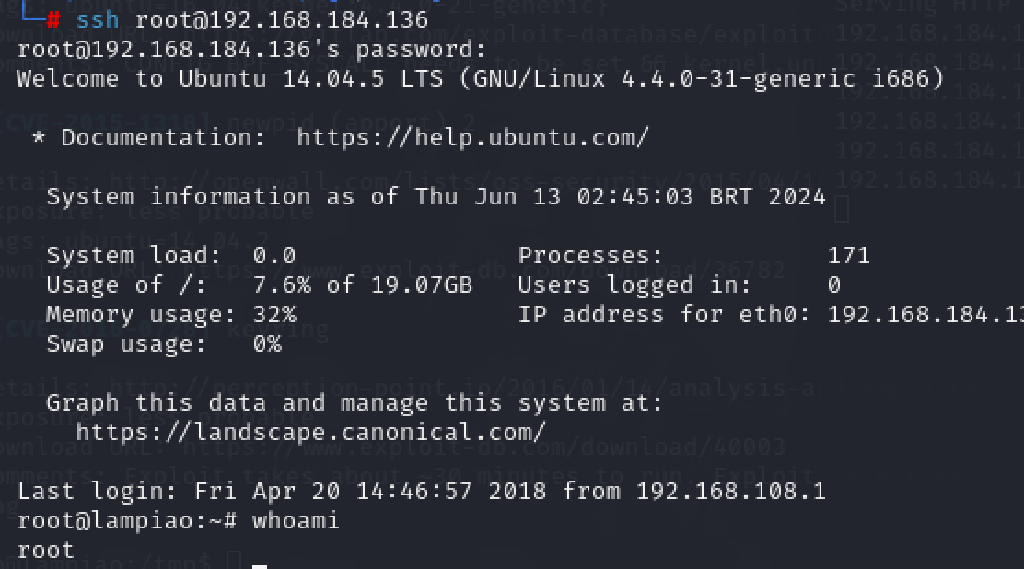 └─# ssh root@192.168.184.136
root@192.168.184.136's password:
Welcome to Ubuntu 14.04.5 LTS (GNU/Linux 4.4.0-31-generic i686)
* Documentation:  https://help.ubuntu.com/
System information as of Thu Jun 13 02:45:03 BRT 2024
System load:  0.0    Processes:    171
Usage of /:   7.6% of 19.07GB    Users logged in:    0
Memory usage: 32%    IP address for eth0: 192.168.184.13
Swap usage:   0%
Graph this data and manage this system at:
https://landscape.canonical.com/
Last login: Fri Apr 20 14:46:57 2018 from 192.168.108.1
root@lampiao:~# whoami
root